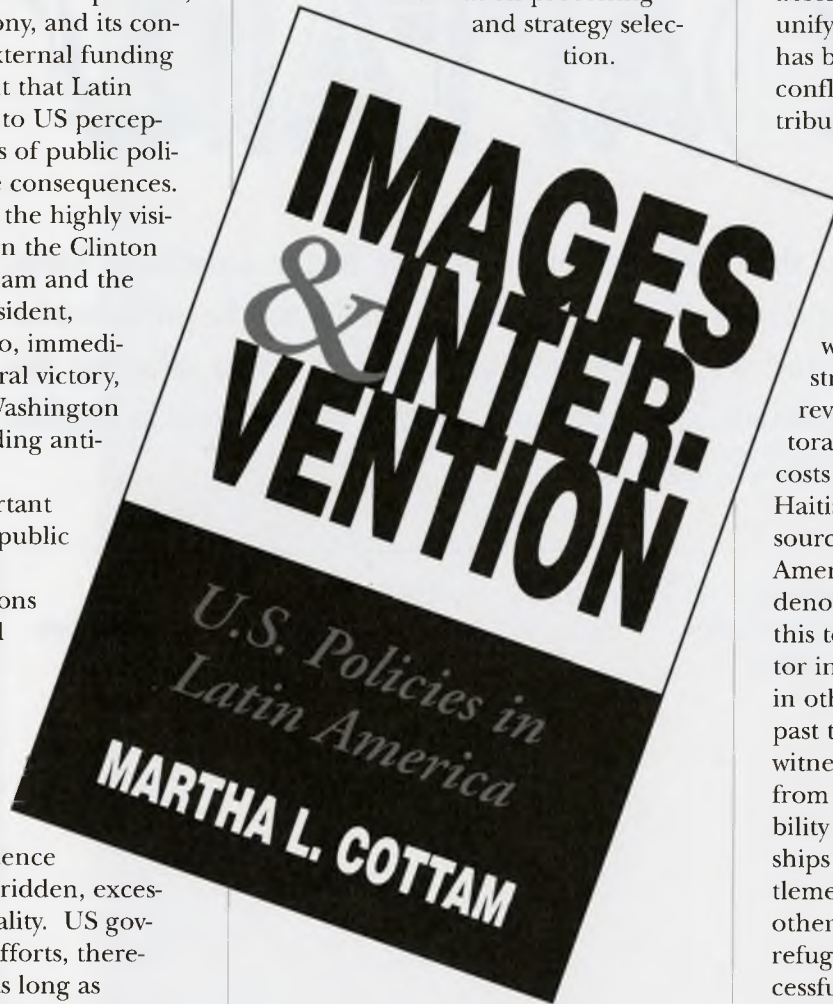 ony, and its con-
ternal funding
t that Latin
to US percep-
s of public poli-
e consequences.
the highly visi-
n the Clinton
am and the
sident,
o, immedi-
ral victory,
ashington
ding anti-
rtant
public
ons
l
ence
ridden, exces-
ality. US gov-
fforts, there-
s long as
and strategy selec-
tion.
IMAGES
& INTER-
VENTION
U.S. Policies in
Latin America
MARTHA L. COTTAM
unify
has b
confl
tribu
w
str
rev
tora
costs
Haiti
sourc
Amer
deno
this to
tor in
in oth
past t
witne
from
bility
ships
tleme
other
refug
cessfu